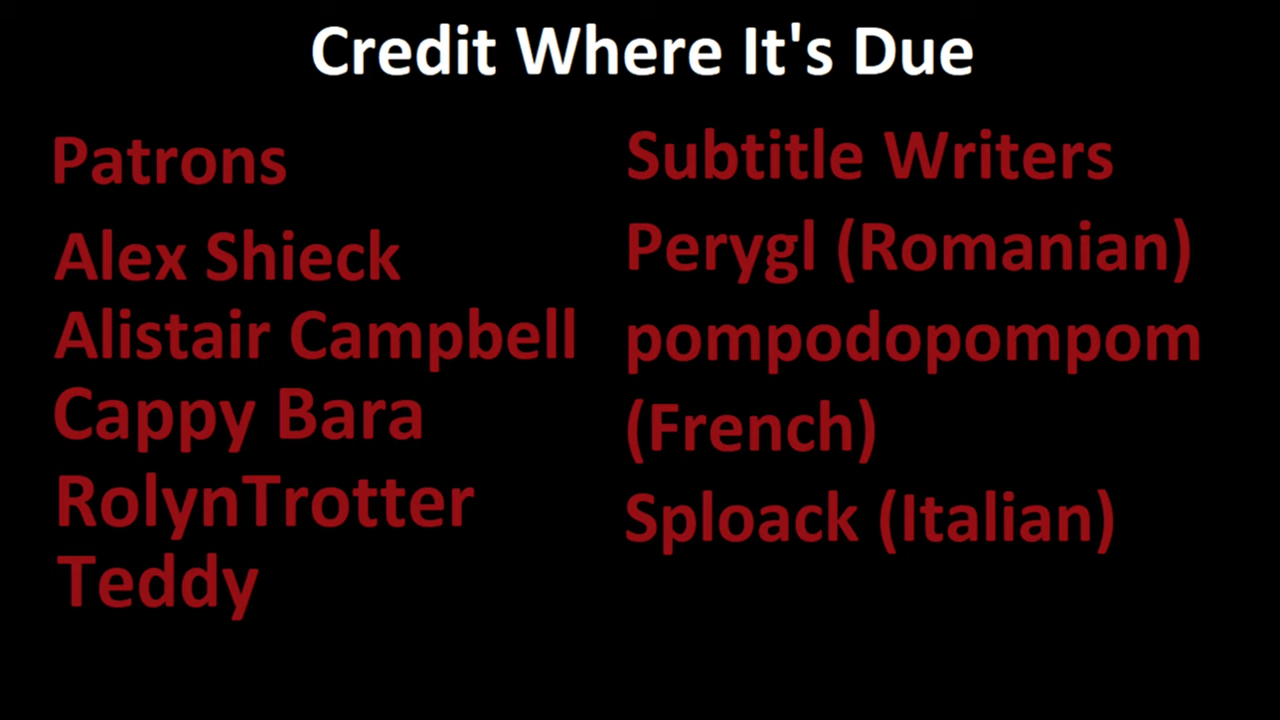 Credit Where It's Due
Patrons
Alex Shieck
Alistair Campbell
Cappy Bara
RolynTrotter
Teddy
Subtitle Writers
Perygl (Romanian)
pompodopompom
(French)
Sploack (Italian)